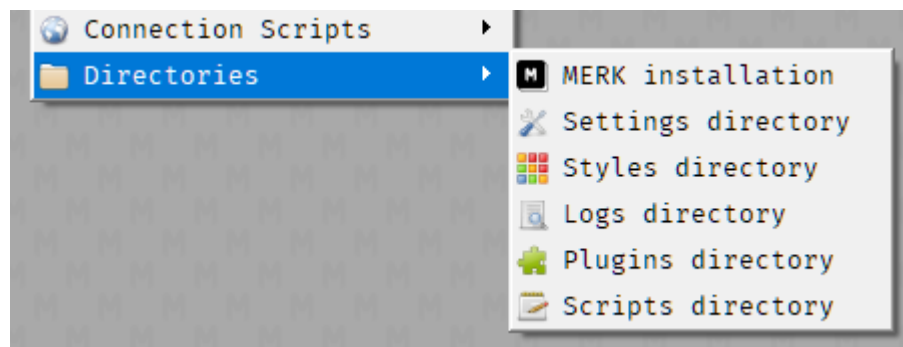 Connection Scripts
Directories
MERK installation
Settings directory
Styles directory
Logs directory
Plugins directory
Scripts directory